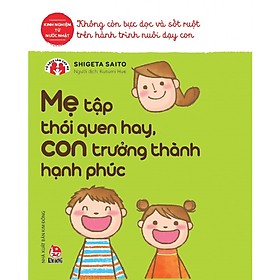 KINH NGHIỆM
TỪ
NƯỚC NHẬT
Không còn bực dọc và sốt ruột
trên hành trình nuôi dạy con
SHIGETA SAITO
Người dịch: Kurumi Hue
Mẹ tập
thói quen hay,
con trưởng thành
hạnh phúc
NHÀ XUẤT BẢN KIM ĐỒNG